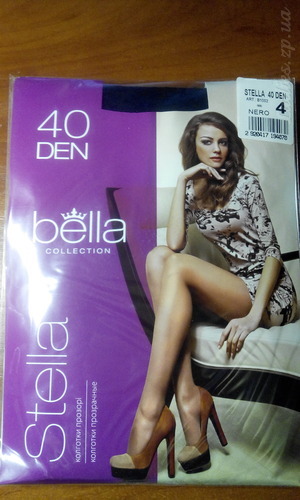 STELLA 40 DEN
4
NERO
40
DEN
bella
COLLECTION
Stella
колготки прозорі
колготки прозрачные